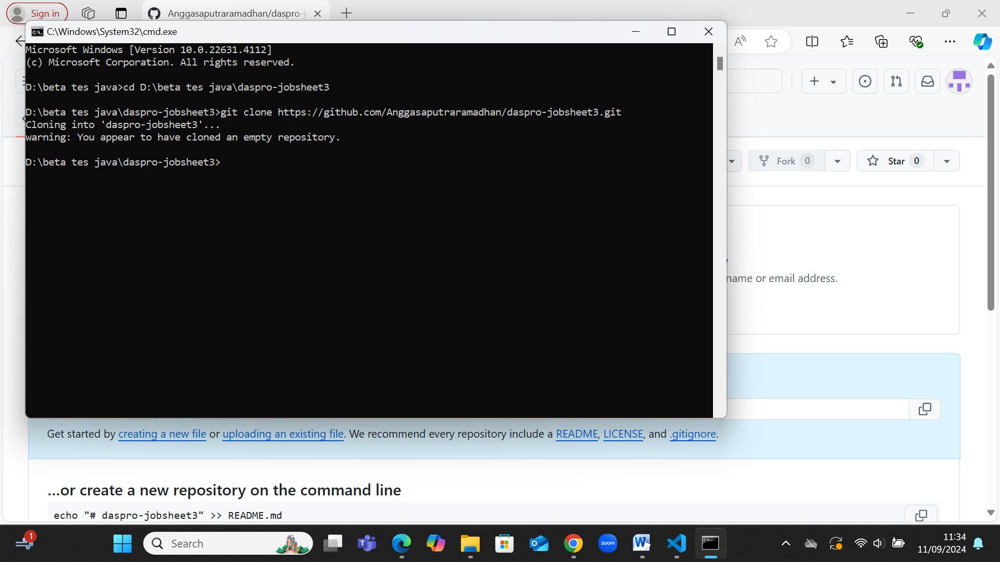 Sign in
Anggasaputraramadhan/daspro-j
C:\Windows\System32\cmd.exe
Microsoft Windows [Version 10.0.22631.4112]
(c) Microsoft Corporation. All rights reserved.
D:\beta tes java>cd D:\beta tes java\daspro-jobsheet3
D:\beta tes java\daspro-jobsheet3>git clone https://github.com/Anggasaputraramadhan/daspro-jobsheet3.git
Cloning into 'daspro-jobsheet3'...
warning: You appear to have cloned an empty repository.
D:\beta tes java\daspro-jobsheet3>
Fork 0
Star 0
name or email address.
Get started by creating a new file or uploading an existing file. We recommend every repository include a README, LICENSE, and .gitignore.
...or create a new repository on the command line
echo "# daspro-jobsheet3" >> README.md
1
Search
zoom
11:34
11/09/2024